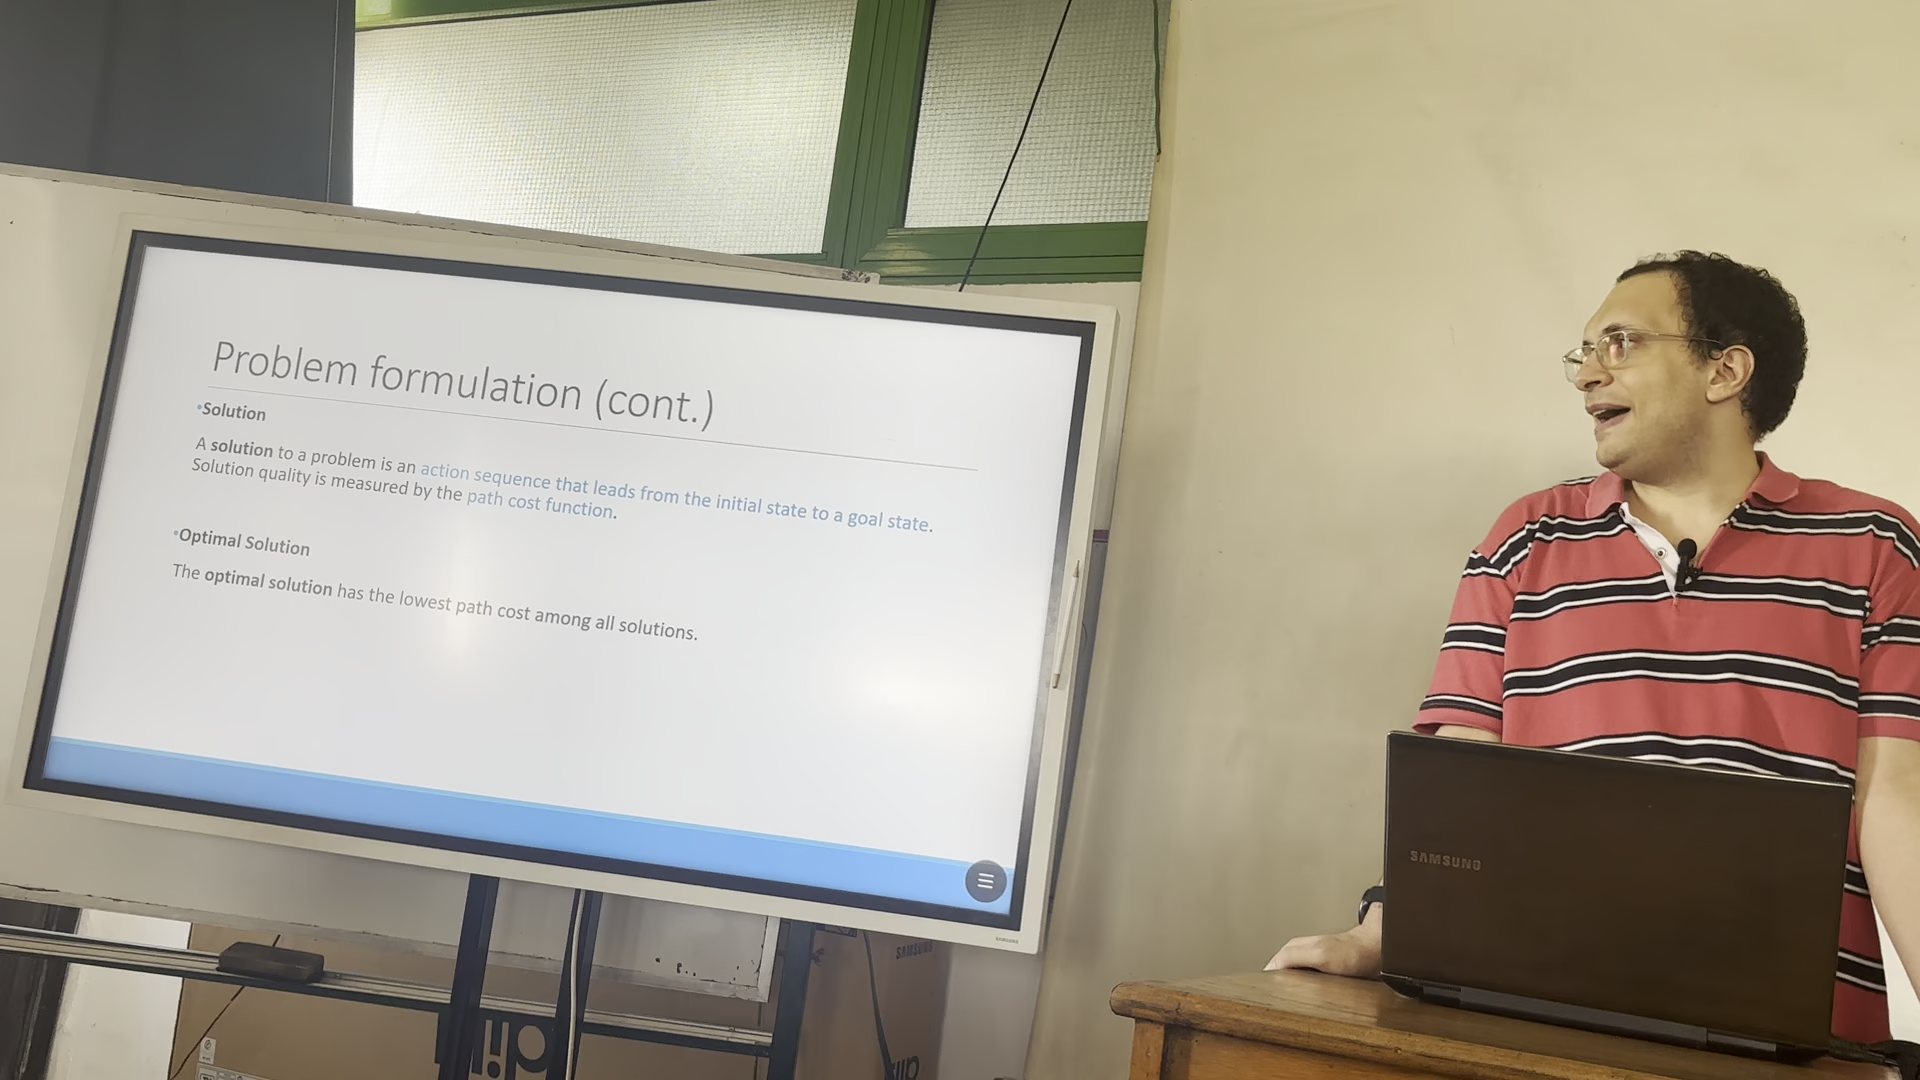 Problem formulation (cont.)
•Solution
A solution to a problem is an action sequence that leads from the initial state to a goal state.
Solution quality is measured by the path cost function.
•Optimal Solution
The optimal solution has the lowest path cost among all solutions.
SAMSUNG
SAMSUNG
SAMSUNG
flip